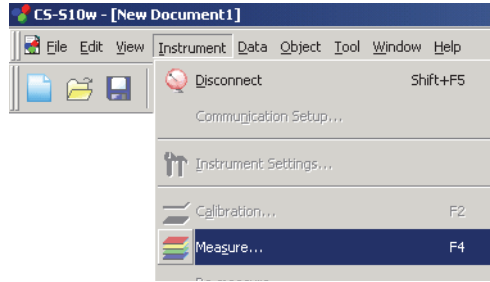 CS-S10w - [New Document1]
File Edit View Instrument Data Object Tool Window Help
Disconnect Shift+F5
Communication Setup...
Instrument Settings...
Calibration... F2
Measure... F4